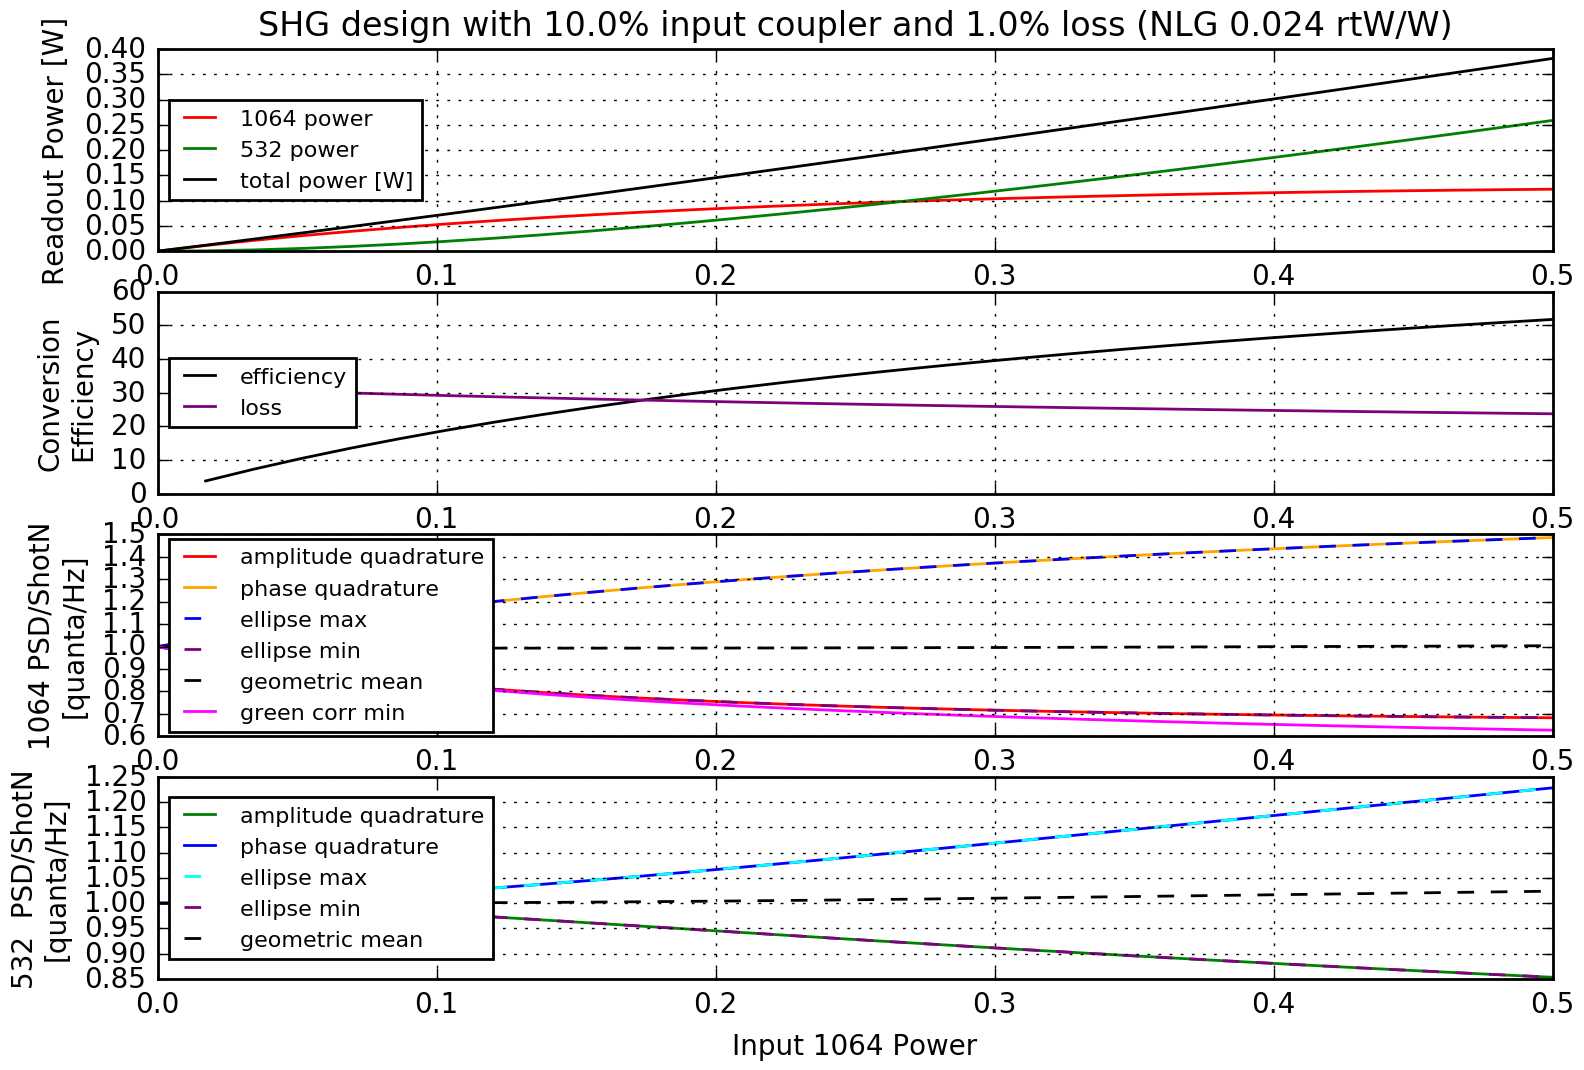 SHG design with 10.0% input coupler and 1.0% loss (NLG 0.024 rtW/W)
Readout Power [W]
0.40
0.35
0.30
0.25
0.20
0.15
0.10
0.05
0.00
1064 power
532 power
total power [W]
0.0 0.1 0.2 0.3 0.4 0.5
Conversion
Efficiency
60
50
40
30
20
10
0
efficiency
loss
0.0 0.1 0.2 0.3 0.4 0.5
1064 PSD/ShotN
[quanta/Hz]
1.5
1.4
1.3
1.2
1.1
1.0
0.9
0.8
0.7
0.6
amplitude quadrature
phase quadrature
ellipse max
ellipse min
geometric mean
green corr min
0.0 0.1 0.2 0.3 0.4 0.5
532 PSD/ShotN
[quanta/Hz]
1.25
1.20
1.15
1.10
1.05
1.00
0.95
0.90
0.85
amplitude quadrature
phase quadrature
ellipse max
ellipse min
geometric mean
0.0 0.1 0.2 0.3 0.4 0.5
Input 1064 Power